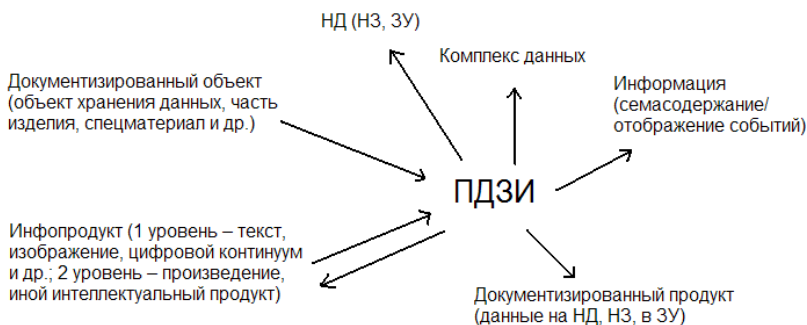 НД (НЗ, ЗУ)
Комплекс данных
Документизированный объект
(объект хранения данных, часть
изделия, спецматериал и др.)
Информация
(семасодержание/
отображение событий)
ПДЗИ
Инфопродукт (1 уровень – текст,
изображение, цифровой континуум
и др.; 2 уровень – произведение,
иной интеллектуальный продукт)
Документизированный продукт
(данные на НД, НЗ, в ЗУ)